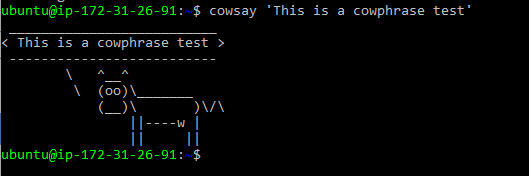 ubuntu@ip-172-31-26-91:~$ cowsay 'This is a cowphrase test'
 __________________________
< This is a cowphrase test >
 --------------------------
        \   ^__^
         \  (oo)\_______
            (__)\       )\/\
                ||----w |
                ||     ||
ubuntu@ip-172-31-26-91:~$